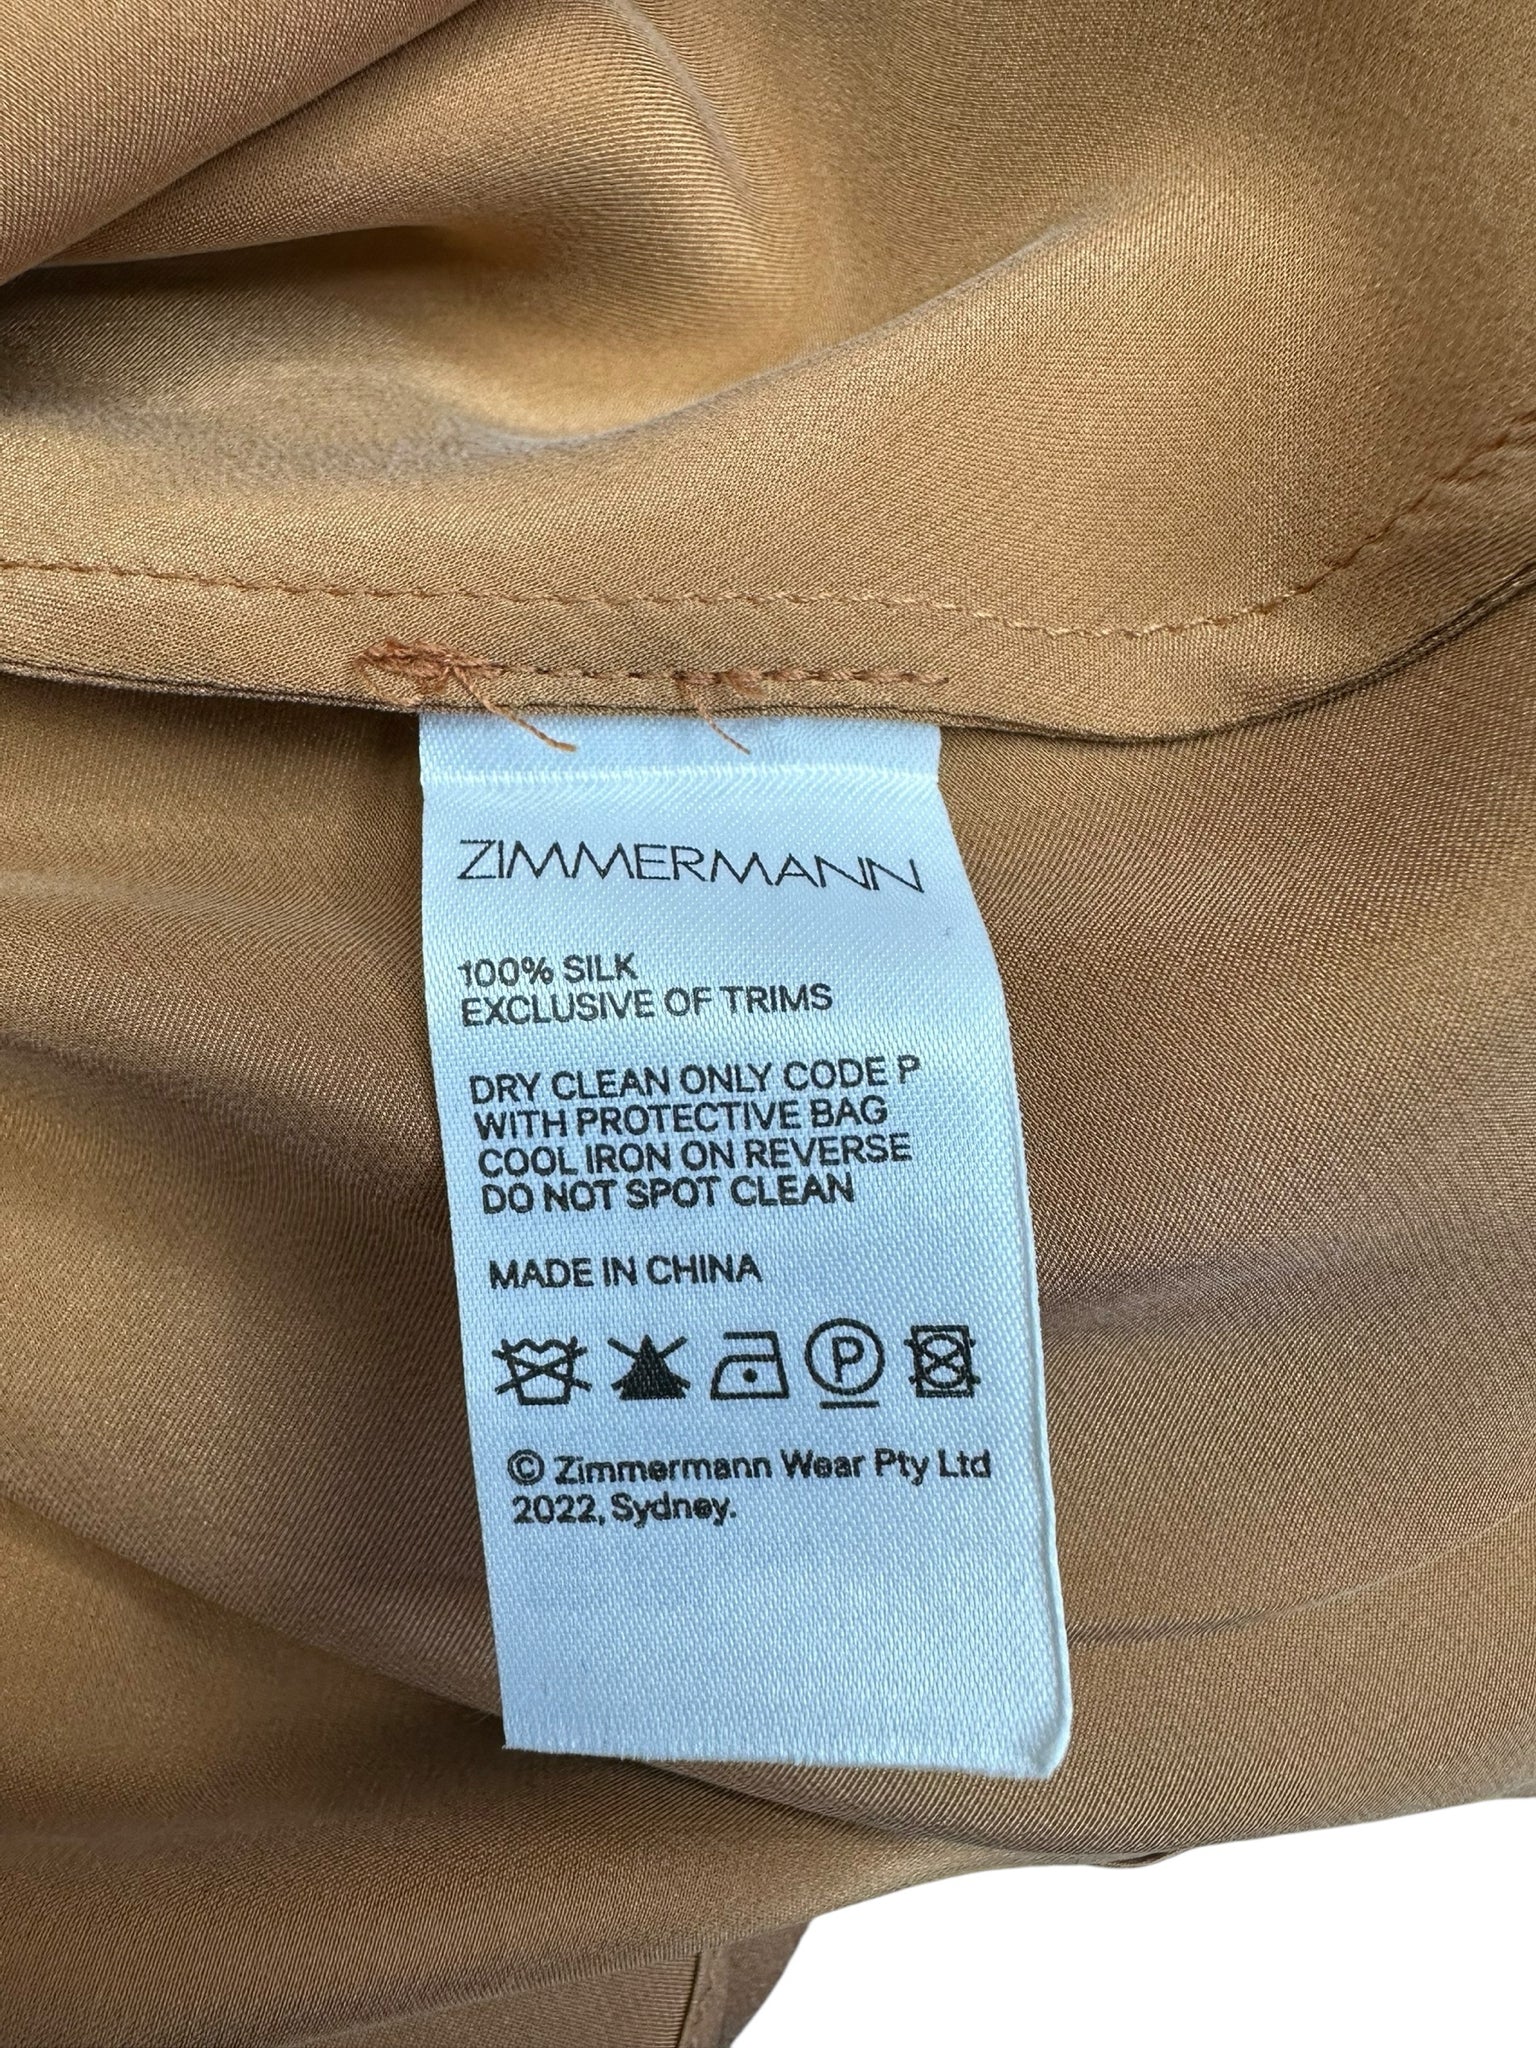 ZIMMERMANN
100% SILK
EXCLUSIVE OF TRIMS
DRY CLEAN ONLY CODE P
WITH PROTECTIVE BAG
COOL IRON ON REVERSE
DO NOT SPOT CLEAN
MADE IN CHINA
P
© Zimmermann Wear Pty Ltd
2022, Sydney.